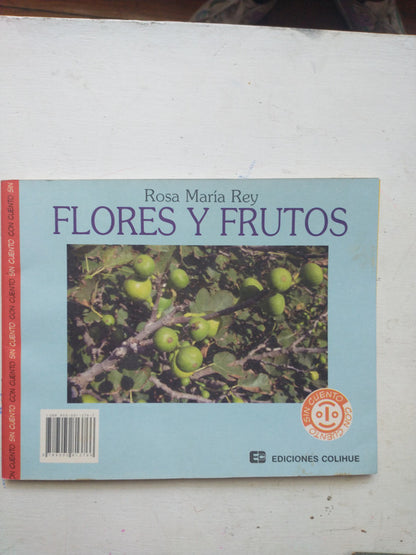 Rosa María Rey
FLORES Y FRUTOS
SIN CUENTO CON CUENTO SIN CUENTO CON CUENTO SIN CUENTO CON CUENTO SIN
SIN CUENTO
CON CUENTO
EDICIONES COLIHUE